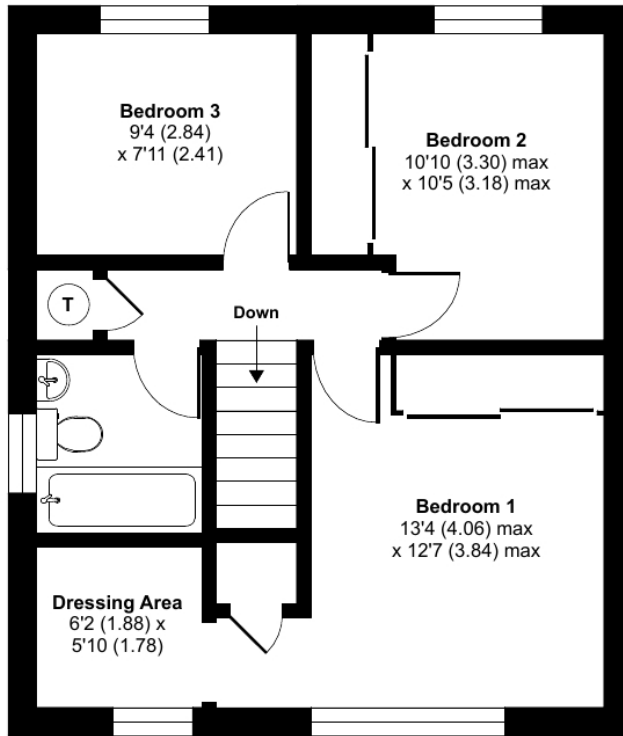 Bedroom 3
9'4 (2.84)
x 7'11 (2.41)
Bedroom 2
10'10 (3.30) max
x 10'5 (3.18) max
T
Down
Bedroom 1
13'4 (4.06) max
x 12'7 (3.84) max
Dressing Area
6'2 (1.88) x
5'10 (1.78)